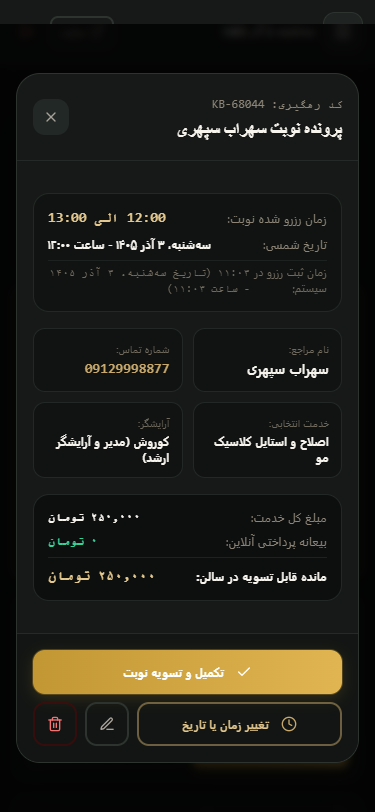 کد رهگیری: KB-68044
پرونده نوبت سهراب سپهری
زمان رزرو شده نوبت: 12:00 الی 13:00
تاریخ شمسی: سه‌شنبه، ۳ آذر ۱۴۰۵ - ساعت ۱۲:۰۰
زمان ثبت رزرو در سیستم: ۱۱:۰۳ (تاریخ سه‌شنبه، ۳ آذر ۱۴۰۵ - ساعت ۱۱:۰۳)
نام مراجع:
سهراب سپهری
شماره تماس:
09129998877
خدمت انتخابی:
اصلاح و استایل کلاسیک
مو
آرایشگر:
کوروش (مدیر و آرایشگر
ارشد)
مبلغ کل خدمت: ۲۵۰,۰۰۰ تومان
بیعانه پرداختی آنلاین: ۰ تومان
مانده قابل تسویه در سالن: ۲۵۰,۰۰۰ تومان
تکمیل و تسویه نوبت
تغییر زمان یا تاریخ